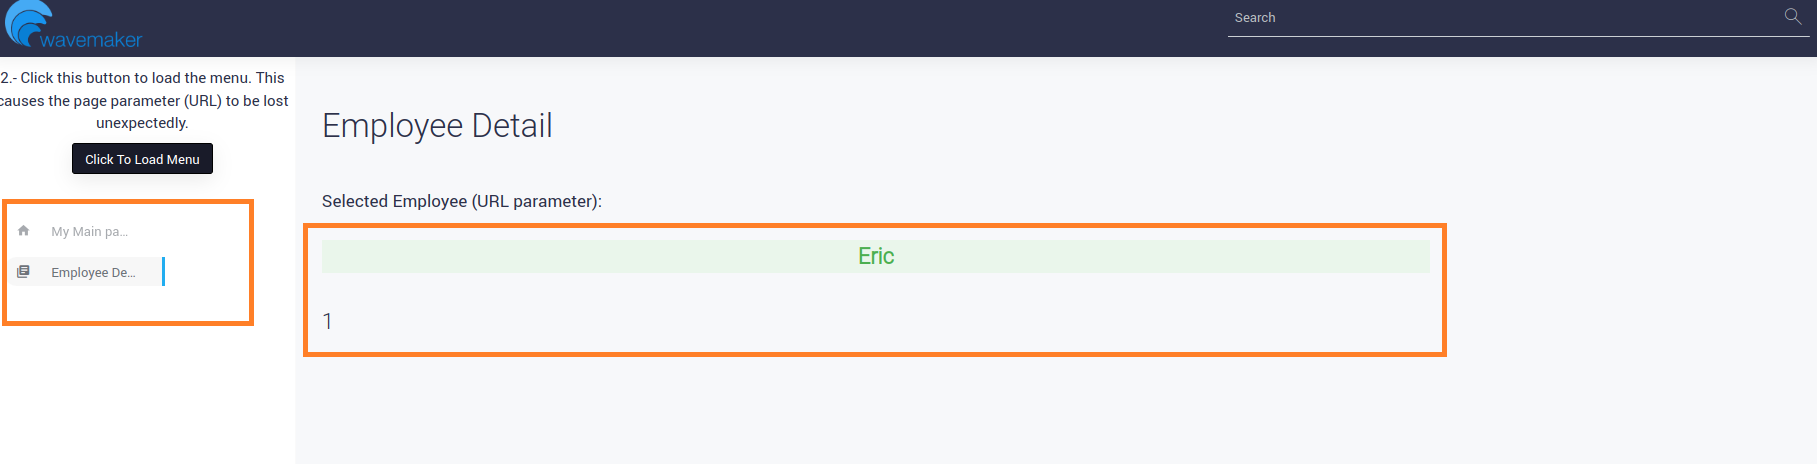 wavemaker
Search
2.- Click this button to load the menu. This
causes the page parameter (URL) to be lost
unexpectedly.
Click To Load Menu
My Main pa...
Employee De...
Employee Detail
Selected Employee (URL parameter):
Eric
1